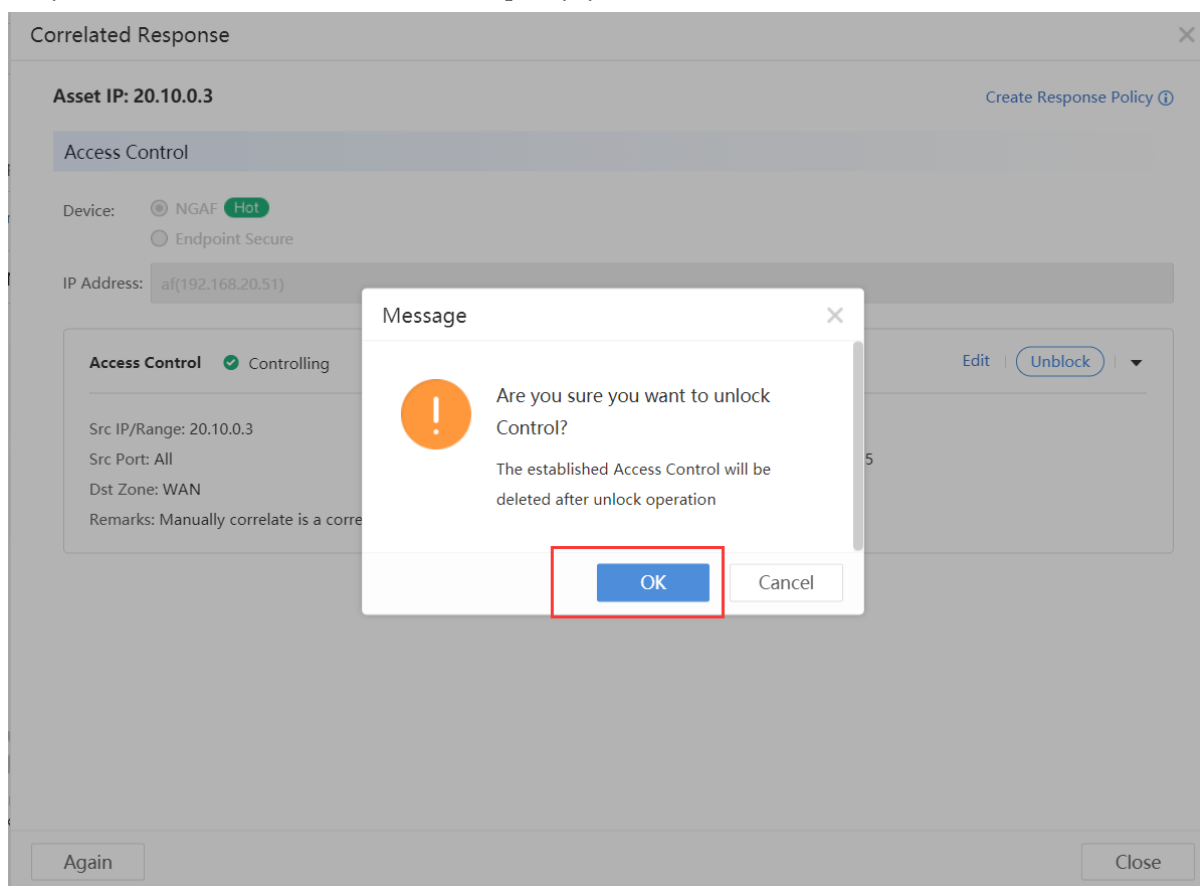 Correlated Response
Asset IP: 20.10.0.3
Create Response Policy
Access Control
Device: NGAF Hot
Endpoint Secure
IP Address: af(192.168.20.51)
Message
Access Control Controlling
Edit Unblock
Are you sure you want to unlock
Control?
Src IP/Range: 20.10.0.3
Src Port: All
The established Access Control will be
5
Dst Zone: WAN
deleted after unlock operation
Remarks: Manually correlate is a corre
OK Cancel
Again Close